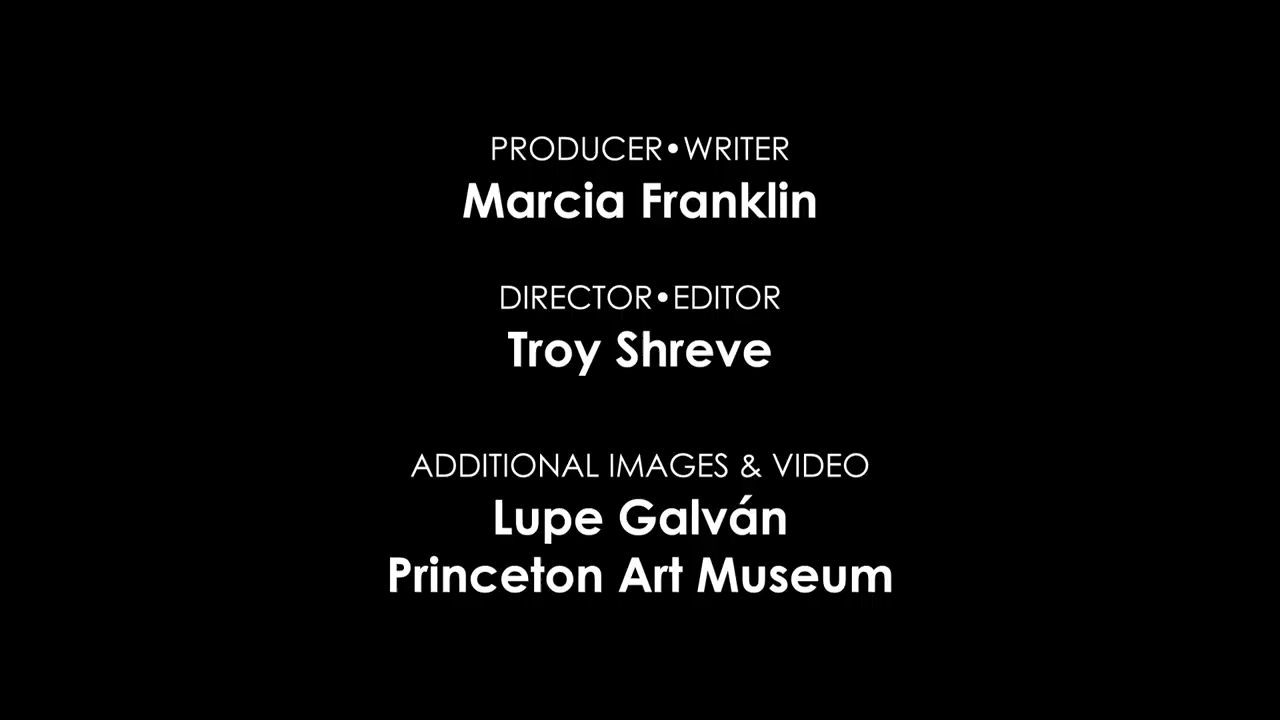 PRODUCER•WRITER
Marcia Franklin
DIRECTOR•EDITOR
Troy Shreve
ADDITIONAL IMAGES & VIDEO
Lupe Galván
Princeton Art Museum